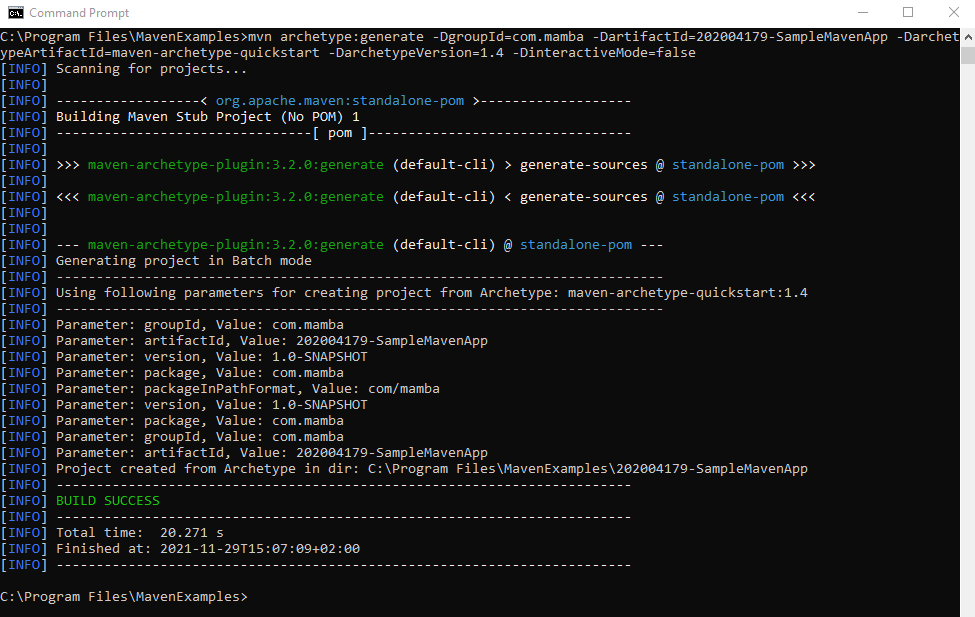 Command Prompt
C:\Program Files\MavenExamples>mvn archetype:generate -DgroupId=com.mamba -DartifactId=202004179-SampleMavenApp -Darchet
ypeArtifactId=maven-archetype-quickstart -DarchetypeVersion=1.4 -DinteractiveMode=false
[INFO] Scanning for projects...
[INFO]
[INFO] ------------------< org.apache.maven:standalone-pom >-------------------
[INFO] Building Maven Stub Project (No POM) 1
[INFO] --------------------------------[ pom ]---------------------------------
[INFO]
[INFO] >>> maven-archetype-plugin:3.2.0:generate (default-cli) > generate-sources @ standalone-pom >>>
[INFO]
[INFO] <<< maven-archetype-plugin:3.2.0:generate (default-cli) < generate-sources @ standalone-pom <<<
[INFO]
[INFO]
[INFO] --- maven-archetype-plugin:3.2.0:generate (default-cli) @ standalone-pom ---
[INFO] Generating project in Batch mode
[INFO] ----------------------------------------------------------------------------
[INFO] Using following parameters for creating project from Archetype: maven-archetype-quickstart:1.4
[INFO] ----------------------------------------------------------------------------
[INFO] Parameter: groupId, Value: com.mamba
[INFO] Parameter: artifactId, Value: 202004179-SampleMavenApp
[INFO] Parameter: version, Value: 1.0-SNAPSHOT
[INFO] Parameter: package, Value: com.mamba
[INFO] Parameter: packageInPathFormat, Value: com/mamba
[INFO] Parameter: version, Value: 1.0-SNAPSHOT
[INFO] Parameter: package, Value: com.mamba
[INFO] Parameter: groupId, Value: com.mamba
[INFO] Parameter: artifactId, Value: 202004179-SampleMavenApp
[INFO] Project created from Archetype in dir: C:\Program Files\MavenExamples\202004179-SampleMavenApp
[INFO] ------------------------------------------------------------------------
[INFO] BUILD SUCCESS
[INFO] ------------------------------------------------------------------------
[INFO] Total time:  20.271 s
[INFO] Finished at: 2021-11-29T15:07:09+02:00
[INFO] ------------------------------------------------------------------------
C:\Program Files\MavenExamples>